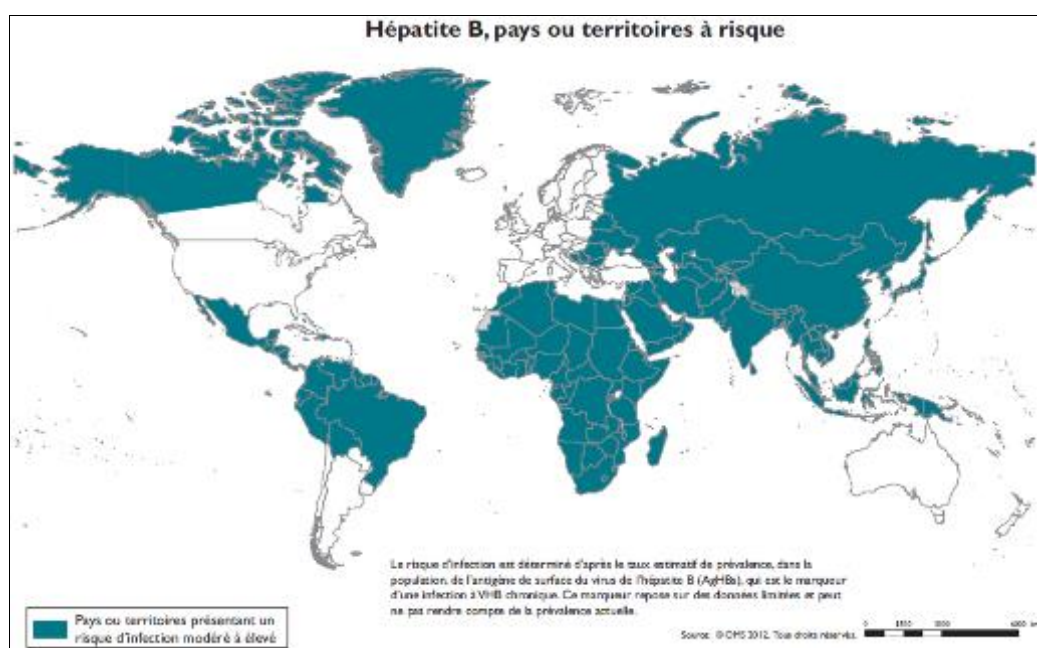 Hépatite B, pays ou territoires à risque
Le risque d'infection est déterminé d'après le taux estimatif de prévalence, dans la
population, de l'antigène de surface du virus de l'hépatite B (AgHBs), qui est le marqueur
d'une infection à VHB chronique. Ce marqueur repose sur des données limitées et peut
ne pas rendre compte de la prévalence actuelle.
Pays ou territoires présentant un
risque d'infection modéré à élevé
Source: © OMS 2012. Tous droits réservés.
0